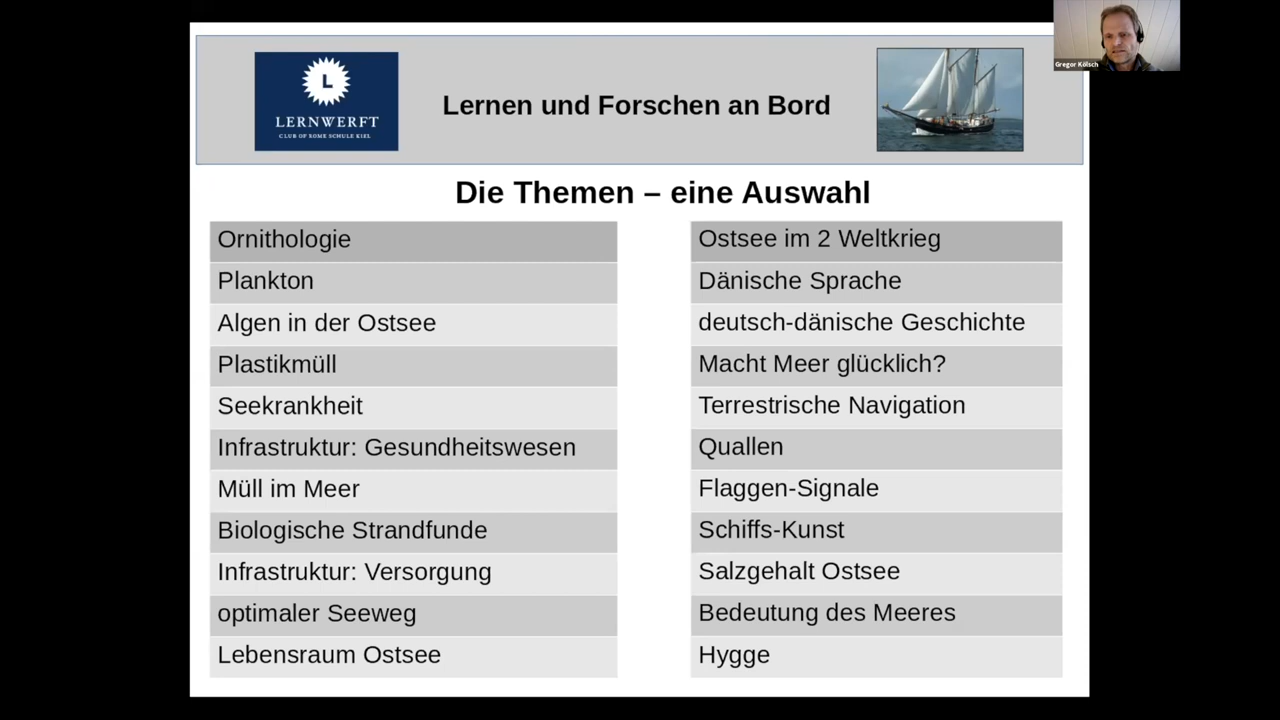 L
LERNWERFT
CLUB OF ROME SCHULE KIEL
Lernen und Forschen an Bord
Gregor Kölsch
Die Themen – eine Auswahl
Ornithologie
Plankton
Algen in der Ostsee
Plastikmüll
Seekrankheit
Infrastruktur: Gesundheitswesen
Müll im Meer
Biologische Strandfunde
Infrastruktur: Versorgung
optimaler Seeweg
Lebensraum Ostsee
Ostsee im 2 Weltkrieg
Dänische Sprache
deutsch-dänische Geschichte
Macht Meer glücklich?
Terrestrische Navigation
Quallen
Flaggen-Signale
Schiffs-Kunst
Salzgehalt Ostsee
Bedeutung des Meeres
Hygge